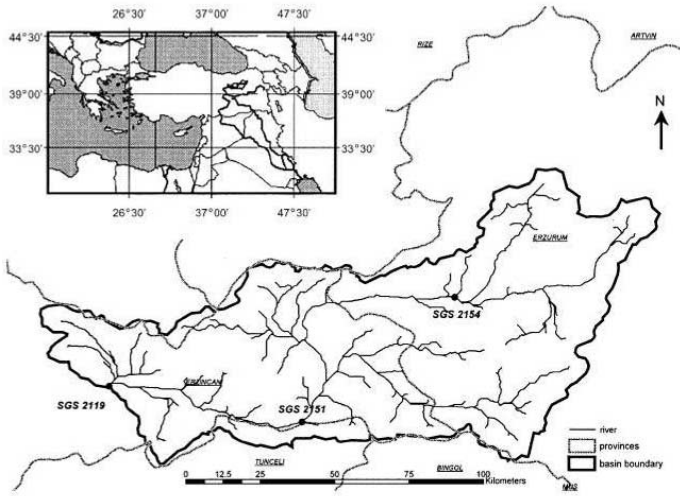 26°30' 37°00' 47°30'
44°30' 44°30'
39°00' 39°00'
33°30' 33°30'
26°30' 37°00' 47°30'
RIZE
ARTVIN
N
ERZURUM
SGS 2154
ERZINCAN
SGS 2119
SGS 2151
river
provinces
basin boundary
TUNCELI
BINGOL
MUS
0 12.5 25 50 75 100
Kilometers